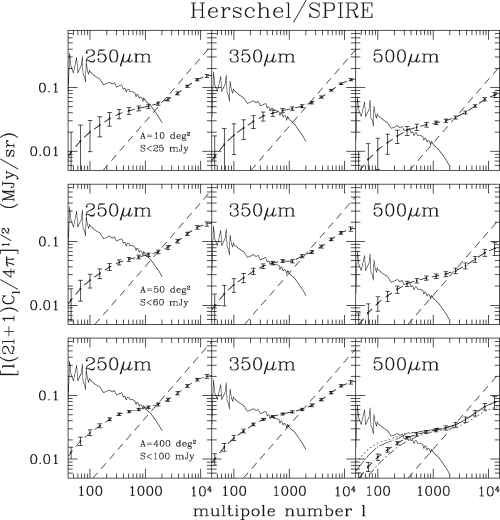 Herschel/SPIRE
250μm 350μm 500μm
0.1
0.01
A=10 deg²
S<25 mJy
250μm 350μm 500μm
0.1
0.01
A=50 deg²
S<60 mJy
250μm 350μm 500μm
0.1
0.01
A=400 deg²
S<100 mJy
[l(2l+1)Cₗ/4π]¹/² (MJy/sr)
100 1000 10⁴ 100 1000 10⁴ 100 1000 10⁴
multipole number l